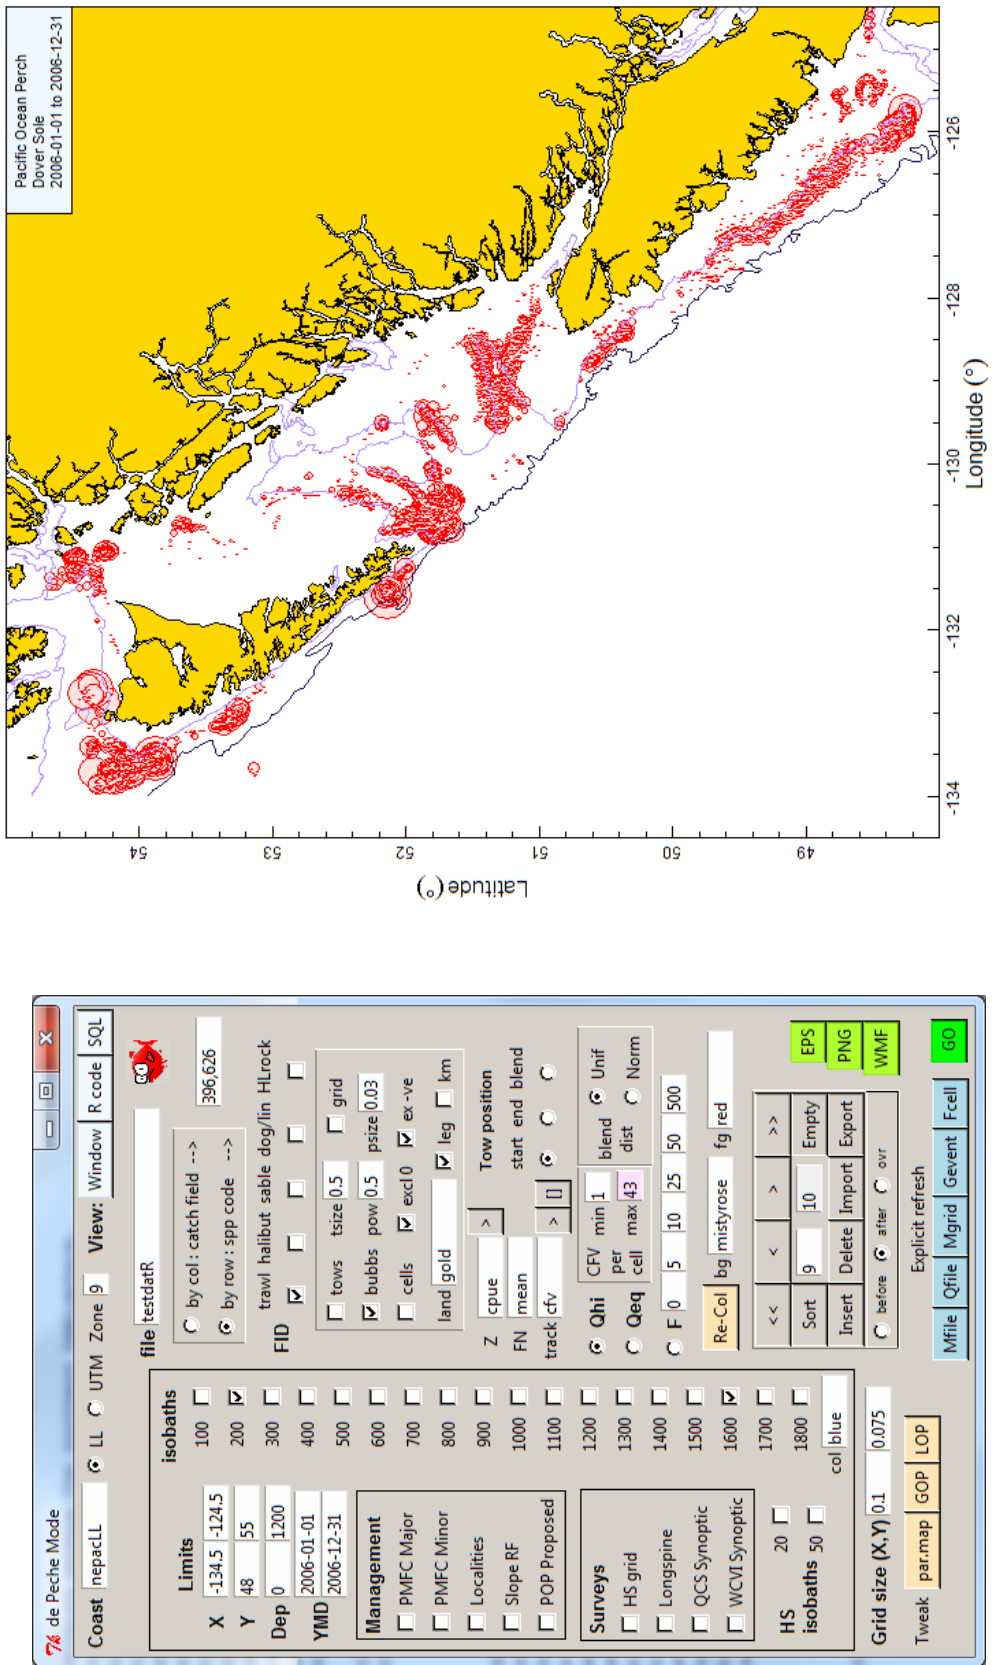 de Peche Mode
Coast nepacLL LL UTM Zone 9 View: Window R code SQL
Limits
X -134.5 -124.5
Y 48 55
Dep 0 1200
YMD 2006-01-01
2006-12-31
Management
PMFC Major
PMFC Minor
Localities
Slope RF
POP Proposed
Surveys
HS grid
Longspine
QCS Synoptic
WCVI Synoptic
HS 20
isobaths 50
isobaths
100
200
300
400
500
600
700
800
900
1000
1100
1200
1300
1400
1500
1600
1700
1800
col blue
Grid size (X,Y) 0.1 0.075
Tweak par.map GOP LOP
file testdatR
by col : catch field --->
by row : spp code --->
396,626
trawl halibut sable dog/lin HLrock
FID
tows tsize 0.5 grid
bubbs pow 0.5 psize 0.03
cells excl 0 ex -ve
land gold leg km
Z cpue >
FN mean
track cfv > []
Tow position
start end blend
Qhi
Qeq
CFV per cell
min 1
max 43
blend dist
Unif
Norm
F 0 5 10 25 50 500
Re-Col bg mistyrose fg red
<< < > >>
Sort 9 10 Empty
Insert Delete Import Export
before after ovr
EPS
PNG
WMF
Explicit refresh
Mfile Qfile Mgrid Gevent Fcell GO
Pacific Ocean Perch
Dover Sole
2006-01-01 to 2006-12-31
Latitude (°)
54
53
52
51
50
49
-134 -132 -130 -128 -126
Longitude (°)